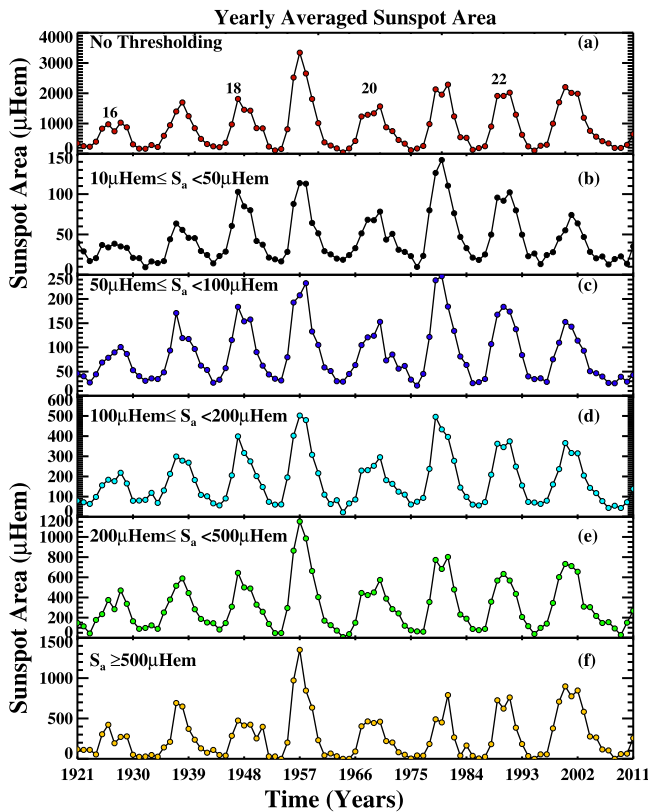 Yearly Averaged Sunspot Area
No Thresholding
(a)
16
18
20
22
4000
3000
2000
1000
0
10μHem≤ Sa <50μHem
(b)
150
100
50
0
50μHem≤ Sa <100μHem
(c)
250
200
150
100
50
0
100μHem≤ Sa <200μHem
(d)
600
500
400
300
200
100
0
200μHem≤ Sa <500μHem
(e)
1200
1000
800
600
400
200
0
Sa ≥500μHem
(f)
1500
1000
500
0
Sunspot Area (μHem)
Sunspot Area (μHem)
1921 1930 1939 1948 1957 1966 1975 1984 1993 2002 2011
Time (Years)